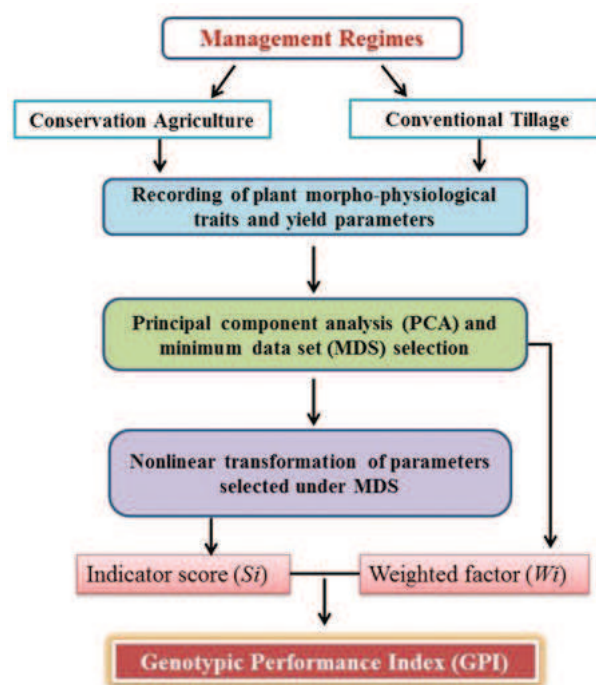 Management Regimes
Conservation Agriculture
Conventional Tillage
Recording of plant morpho-physiological
traits and yield parameters
Principal component analysis (PCA) and
minimum data set (MDS) selection
Nonlinear transformation of parameters
selected under MDS
Indicator score (Si)
Weighted factor (Wi)
Genotypic Performance Index (GPI)